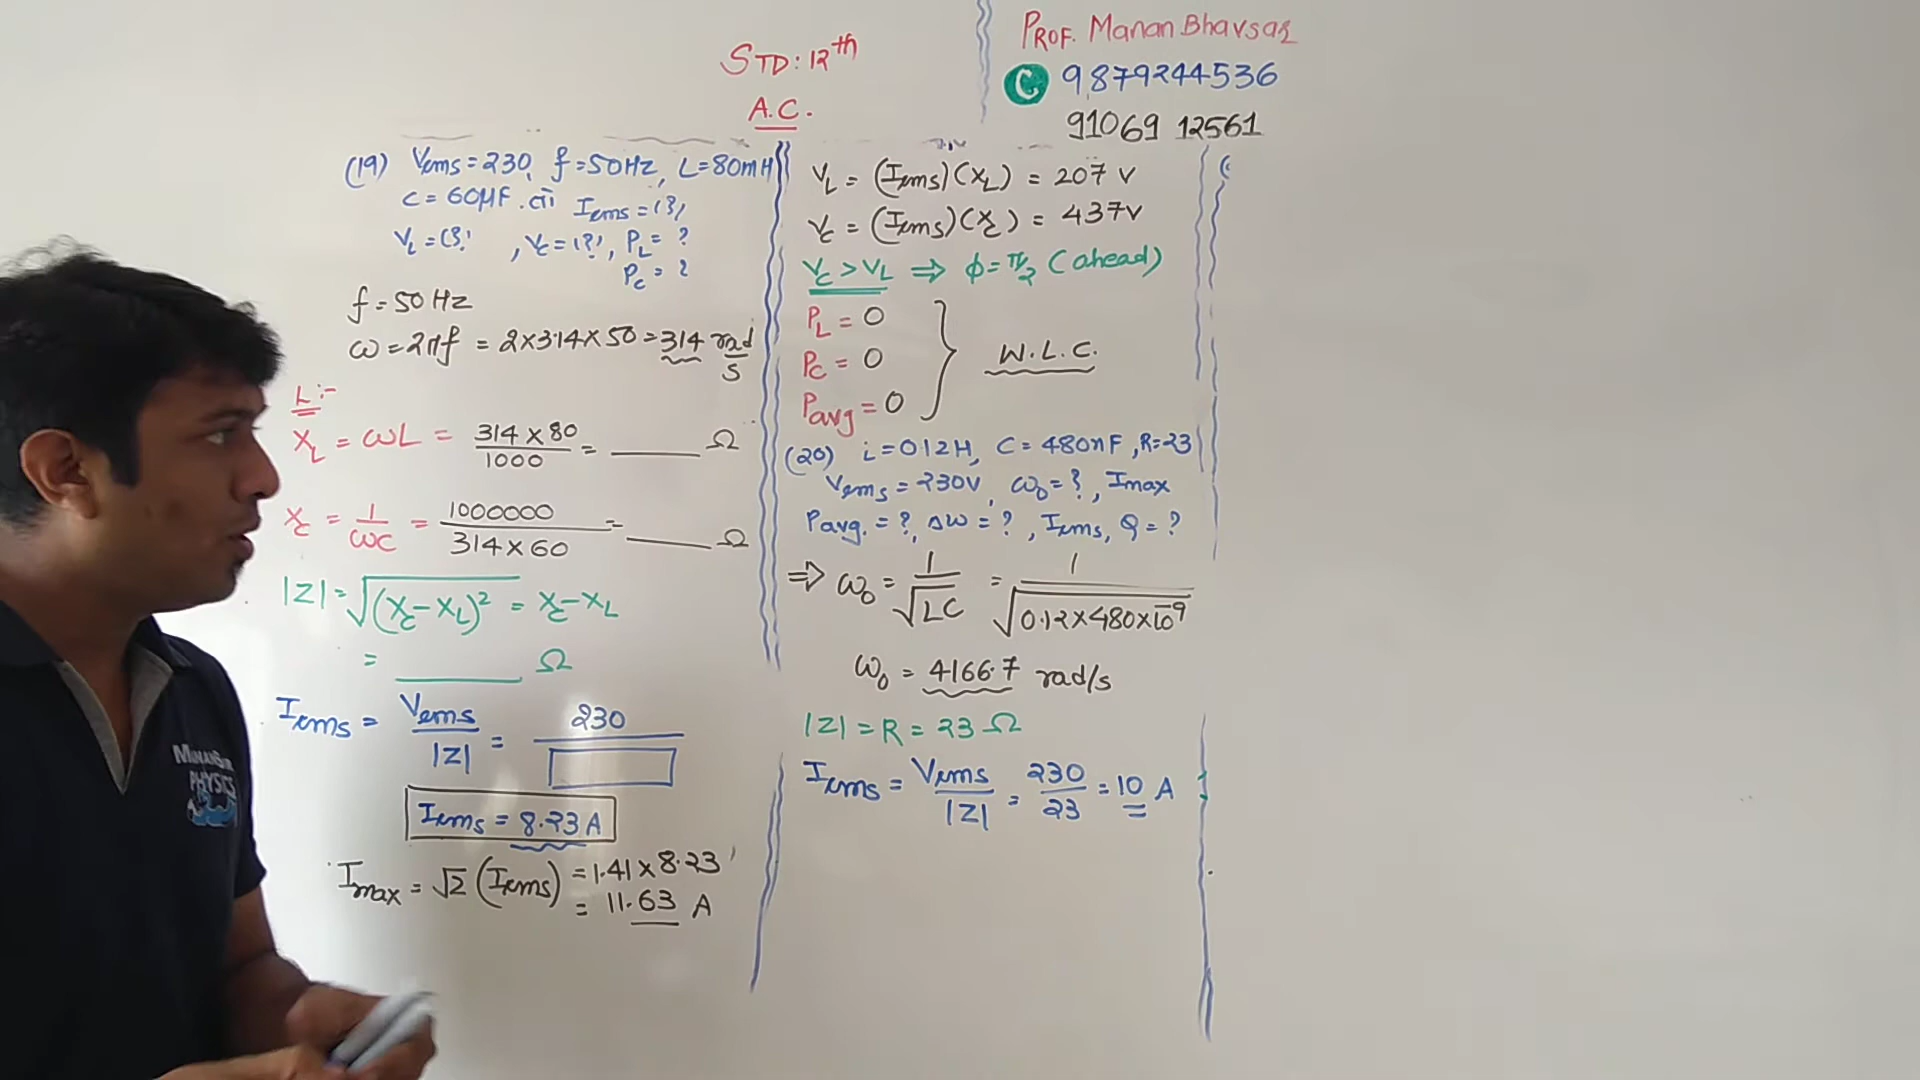 STD: 12th
A.C.
PROF. Manan Bhavsar
C 9879244536
91069 12561
(19) Vrms = 230, f = 50Hz, L = 80mH
C = 60μF. Irms = (?)
VL = (?) , VC = (?), PL = ?
PC = ?
f = 50 Hz
ω = 2πf = 2×3.14×50 = 314 rad/s
L:-
XL = ωL = 314 × 80 / 1000 = ____ Ω
XC = 1/ωC = 1000000 / 314 × 60 = ____ Ω
|Z| = √(XC - XL)² = XC - XL
= ____ Ω
Irms = Vrms / |Z| = 230 /
Irms = 8.23 A
Imax = √2 (Irms) = 1.41 × 8.23
= 11.63 A
VL = (Irms)(XL) = 207 V
VC = (Irms)(XC) = 437 V
VC > VL ⇒ ϕ = π/2 (ahead)
PL = 0
PC = 0
W.L.C.
Pavg = 0
(20) L = 0.12H, C = 480nF, R = 23
Vrms = 230V, ω0 = ?, Imax
Pavg. = ?, Δω = ?, Irms, Q = ?
⇒ ω0 = 1/√LC = 1/√0.12×480×10⁻⁹
ω0 = 4166.7 rad/s
|Z| = R = 23 Ω
Irms = Vrms / |Z| = 230 / 23 = 10 A
PHYSICS